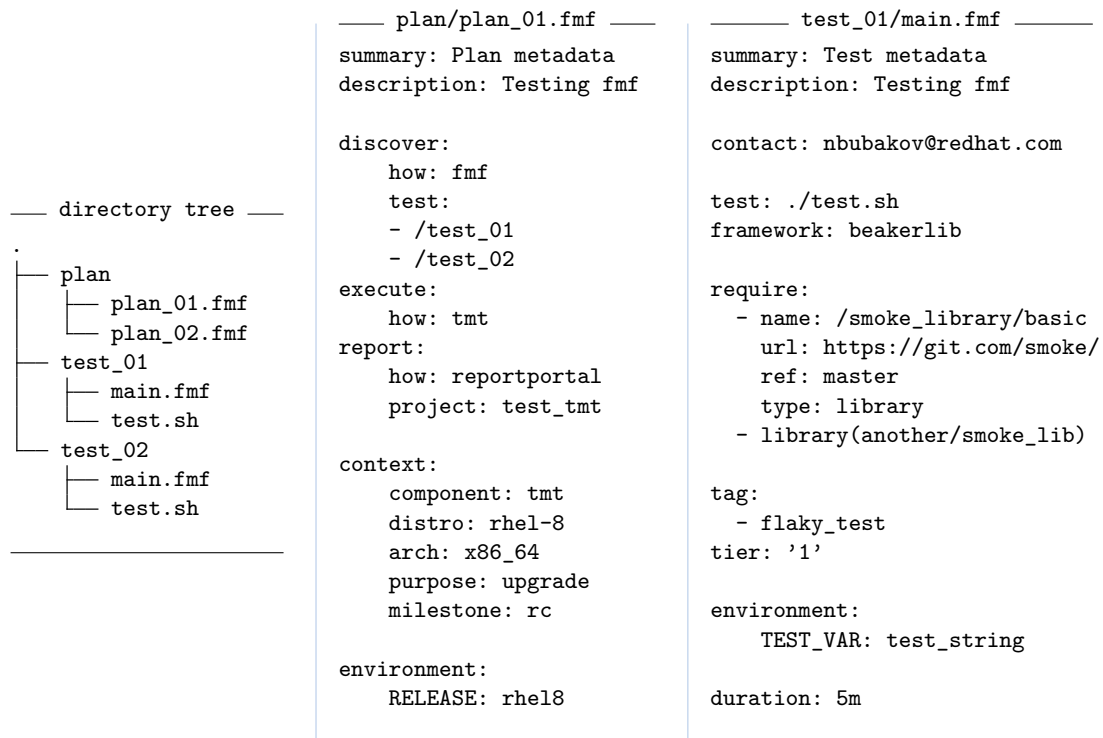 directory tree
.
├── plan
│   ├── plan_01.fmf
│   └── plan_02.fmf
├── test_01
│   ├── main.fmf
│   └── test.sh
└── test_02
    ├── main.fmf
    └── test.sh
plan/plan_01.fmf
summary: Plan metadata
description: Testing fmf
discover:
    how: fmf
    test:
    - /test_01
    - /test_02
execute:
    how: tmt
report:
    how: reportportal
    project: test_tmt
context:
    component: tmt
    distro: rhel-8
    arch: x86_64
    purpose: upgrade
    milestone: rc
environment:
    RELEASE: rhel8
test_01/main.fmf
summary: Test metadata
description: Testing fmf
contact: nbubakov@redhat.com
test: ./test.sh
framework: beakerlib
require:
  - name: /smoke_library/basic
    url: https://git.com/smoke/
    ref: master
    type: library
  - library(another/smoke_lib)
tag:
  - flaky_test
tier: '1'
environment:
    TEST_VAR: test_string
duration: 5m